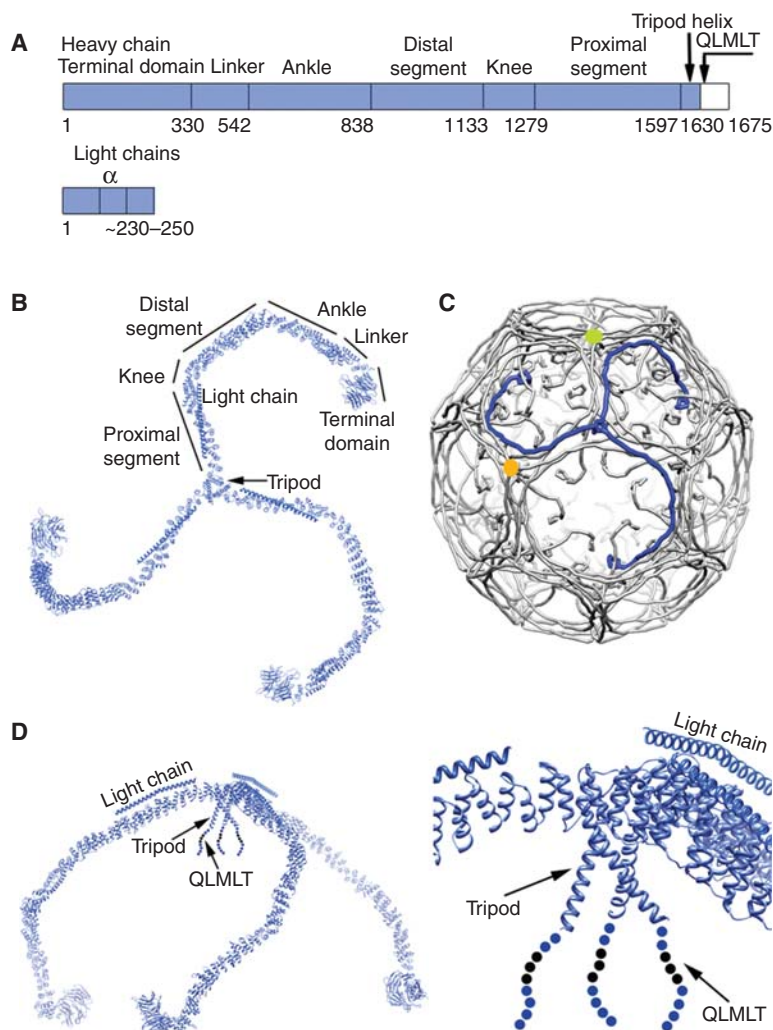 A
Tripod helix
QLMLT
Heavy chain
Terminal domain Linker Ankle Distal segment Knee Proximal segment
1 330 542 838 1133 1279 1597 1630 1675
Light chains
α
1 ~230–250
B
Distal
segment
Ankle
Linker
Knee
Light chain
Terminal
domain
Proximal
segment
Tripod
C
D
Light chain
Tripod
QLMLT
Light chain
Tripod
QLMLT